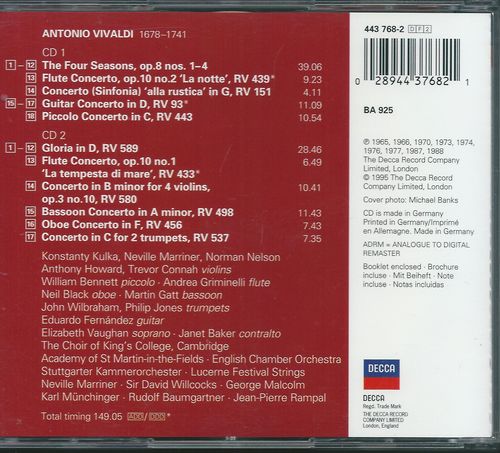 ANTONIO VIVALDI 1678–1741
CD 1
1 – 12 The Four Seasons, op.8 nos. 1–4 39.06
13 Flute Concerto, op.10 no.2 ‘La notte’, RV 439* 9.23
14 Concerto (Sinfonia) ‘alla rustica’ in G, RV 151 4.11
15 – 17 Guitar Concerto in D, RV 93* 11.09
18 Piccolo Concerto in C, RV 443 10.54
CD 2
1 – 12 Gloria in D, RV 589 28.46
13 Flute Concerto, op.10 no.1 6.49
‘La tempesta di mare’, RV 433*
14 Concerto in B minor for 4 violins, 10.41
op.3 no.10, RV 580
15 Bassoon Concerto in A minor, RV 498 11.43
16 Oboe Concerto in F, RV 456 7.43
17 Concerto in C for 2 trumpets, RV 537 7.35
Konstanty Kulka, Neville Marriner, Norman Nelson
Anthony Howard, Trevor Connah violins
William Bennett piccolo · Andrea Griminelli flute
Neil Black oboe · Martin Gatt bassoon
John Wilbraham, Philip Jones trumpets
Eduardo Fernández guitar
Elizabeth Vaughan soprano · Janet Baker contralto
The Choir of King's College, Cambridge
Academy of St Martin-in-the-Fields · English Chamber Orchestra
Stuttgarter Kammerorchester · Lucerne Festival Strings
Neville Marriner · Sir David Willcocks · George Malcolm
Karl Münchinger · Rudolf Baumgartner · Jean-Pierre Rampal
Total timing 149.05 ADD / DDD*
443 768-2 D F 2
0 28944 37682 1
BA 925
℗ 1965, 1966, 1970, 1973, 1974,
1976, 1977, 1987, 1988
The Decca Record Company
Limited, London
© 1995 The Decca Record
Company Limited, London
Cover photo: Michael Banks
CD is made in Germany
Printed in Germany/Imprimé
en Allemagne. Made in Germany
ADRM = ANALOGUE TO DIGITAL
REMASTER
Booklet enclosed · Brochure
incluse · Mit Beiheft · Note
incluse · Notas incluidas
DECCA
DECCA
Regd. Trade Mark
THE DECCA RECORD
COMPANY LIMITED
London, England